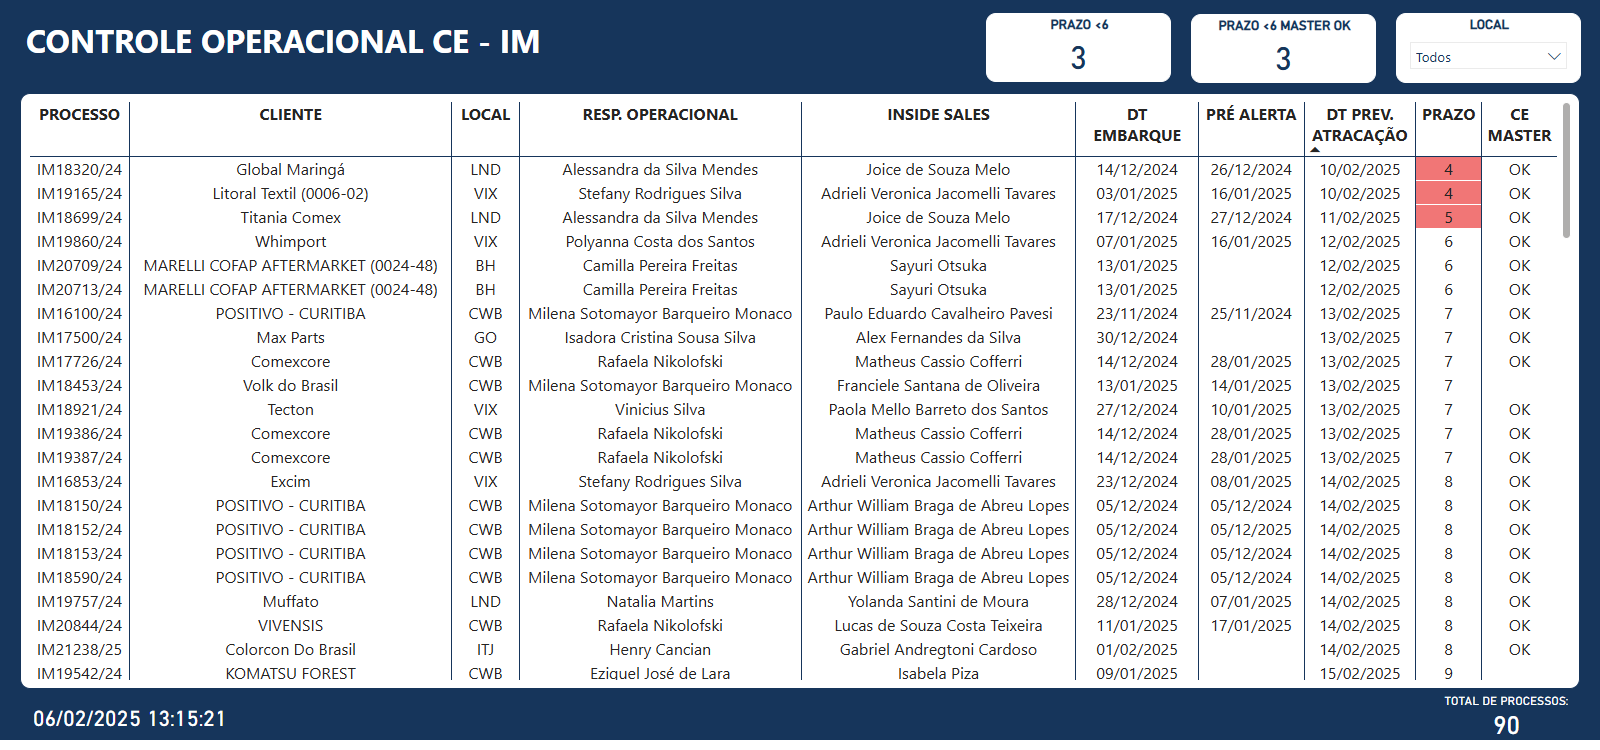 CONTROLE OPERACIONAL CE - IM
PRAZO <6
3
PRAZO <6 MASTER OK
3
LOCAL
Todos
PROCESSO CLIENTE LOCAL RESP. OPERACIONAL INSIDE SALES DT EMBARQUE PRÉ ALERTA DT PREV. ATRACAÇÃO PRAZO CE MASTER
IM18320/24 Global Maringá LND Alessandra da Silva Mendes Joice de Souza Melo 14/12/2024 26/12/2024 10/02/2025 4 OK
IM19165/24 Litoral Textil (0006-02) VIX Stefany Rodrigues Silva Adrieli Veronica Jacomelli Tavares 03/01/2025 16/01/2025 10/02/2025 4 OK
IM18699/24 Titania Comex LND Alessandra da Silva Mendes Joice de Souza Melo 17/12/2024 27/12/2024 11/02/2025 5 OK
IM19860/24 Whimport VIX Polyanna Costa dos Santos Adrieli Veronica Jacomelli Tavares 07/01/2025 16/01/2025 12/02/2025 6 OK
IM20709/24 MARELLI COFAP AFTERMARKET (0024-48) BH Camilla Pereira Freitas Sayuri Otsuka 13/01/2025 12/02/2025 6 OK
IM20713/24 MARELLI COFAP AFTERMARKET (0024-48) BH Camilla Pereira Freitas Sayuri Otsuka 13/01/2025 12/02/2025 6 OK
IM16100/24 POSITIVO - CURITIBA CWB Milena Sotomayor Barqueiro Monaco Paulo Eduardo Cavalheiro Pavesi 23/11/2024 25/11/2024 13/02/2025 7 OK
IM17500/24 Max Parts GO Isadora Cristina Sousa Silva Alex Fernandes da Silva 30/12/2024 13/02/2025 7 OK
IM17726/24 Comexcore CWB Rafaela Nikolofski Matheus Cassio Cofferri 14/12/2024 28/01/2025 13/02/2025 7 OK
IM18453/24 Volk do Brasil CWB Milena Sotomayor Barqueiro Monaco Franciele Santana de Oliveira 13/01/2025 14/01/2025 13/02/2025 7
IM18921/24 Tecton VIX Vinicius Silva Paola Mello Barreto dos Santos 27/12/2024 10/01/2025 13/02/2025 7 OK
IM19386/24 Comexcore CWB Rafaela Nikolofski Matheus Cassio Cofferri 14/12/2024 28/01/2025 13/02/2025 7 OK
IM19387/24 Comexcore CWB Rafaela Nikolofski Matheus Cassio Cofferri 14/12/2024 28/01/2025 13/02/2025 7 OK
IM16853/24 Excim VIX Stefany Rodrigues Silva Adrieli Veronica Jacomelli Tavares 23/12/2024 08/01/2025 14/02/2025 8 OK
IM18150/24 POSITIVO - CURITIBA CWB Milena Sotomayor Barqueiro Monaco Arthur William Braga de Abreu Lopes 05/12/2024 05/12/2024 14/02/2025 8 OK
IM18152/24 POSITIVO - CURITIBA CWB Milena Sotomayor Barqueiro Monaco Arthur William Braga de Abreu Lopes 05/12/2024 05/12/2024 14/02/2025 8 OK
IM18153/24 POSITIVO - CURITIBA CWB Milena Sotomayor Barqueiro Monaco Arthur William Braga de Abreu Lopes 05/12/2024 05/12/2024 14/02/2025 8 OK
IM18590/24 POSITIVO - CURITIBA CWB Milena Sotomayor Barqueiro Monaco Arthur William Braga de Abreu Lopes 05/12/2024 05/12/2024 14/02/2025 8 OK
IM19757/24 Muffato LND Natalia Martins Yolanda Santini de Moura 28/12/2024 07/01/2025 14/02/2025 8 OK
IM20844/24 VIVENSIS CWB Rafaela Nikolofski Lucas de Souza Costa Teixeira 11/01/2025 17/01/2025 14/02/2025 8 OK
IM21238/25 Colorcon Do Brasil ITJ Henry Cancian Gabriel Andregtoni Cardoso 01/02/2025 14/02/2025 8 OK
IM19542/24 KOMATSU FOREST CWB Eziquel José de Lara Isabela Piza 09/01/2025 15/02/2025 9
06/02/2025 13:15:21
TOTAL DE PROCESSOS:
90